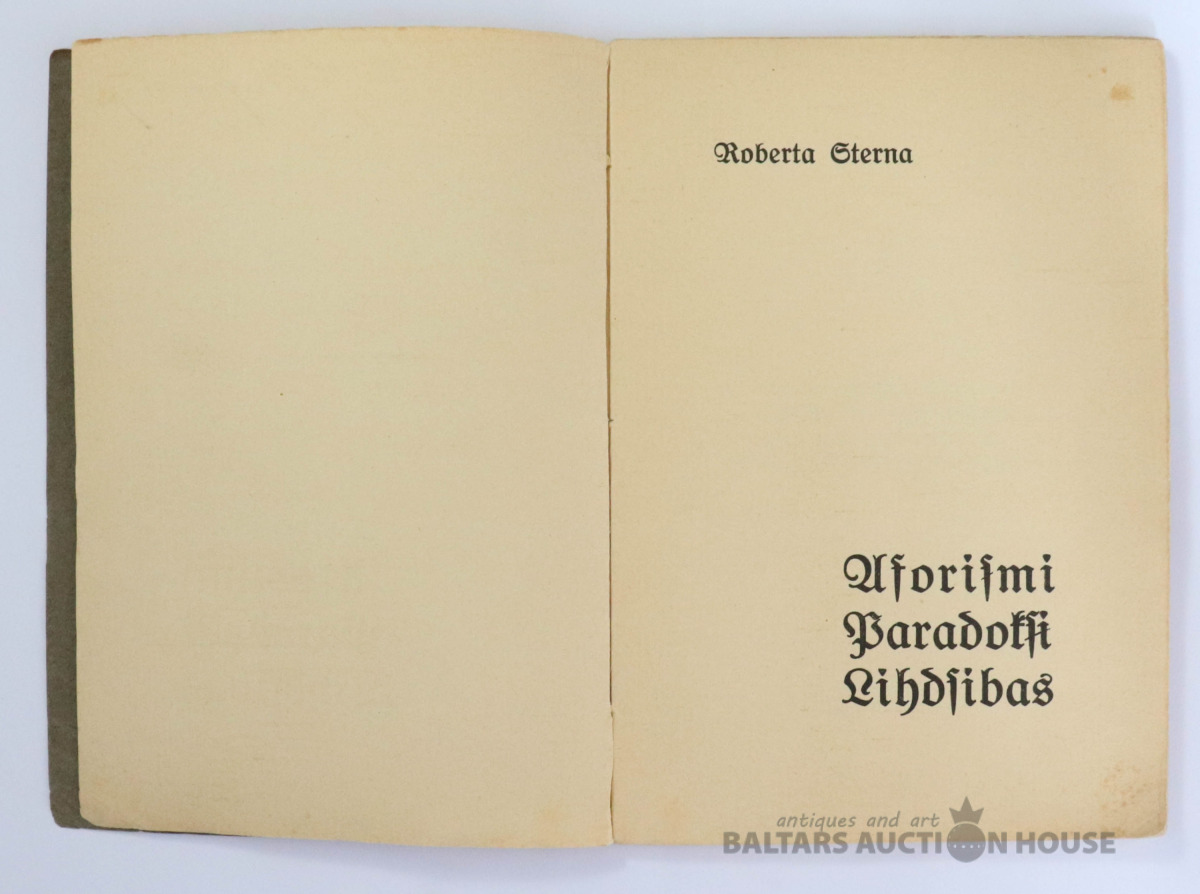 Roberta Sterna
Aforiſmi
Paradokſi
Lihdſibas
antiques and art
BALTARS AUCTION HOUSE